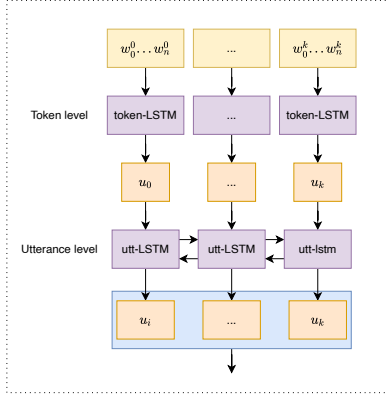 w_0^0...w_n^0 ... w_0^k...w_n^k
Token level token-LSTM ... token-LSTM
u_0 ... u_k
Utterance level utt-LSTM utt-LSTM utt-lstm
u_i ... u_k